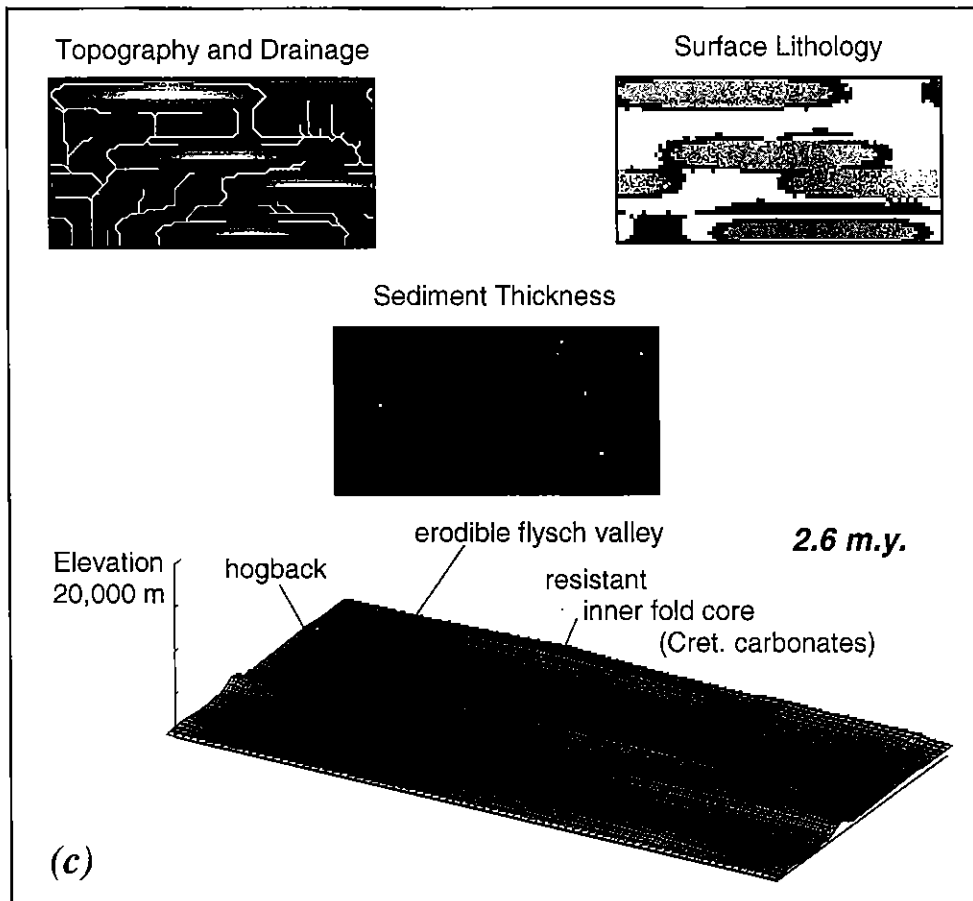 Topography and Drainage
Surface Lithology
Sediment Thickness
2.6 m.y.
Elevation
20,000 m
hogback
erodible flysch valley
resistant
inner fold core
(Cret. carbonates)
(c)